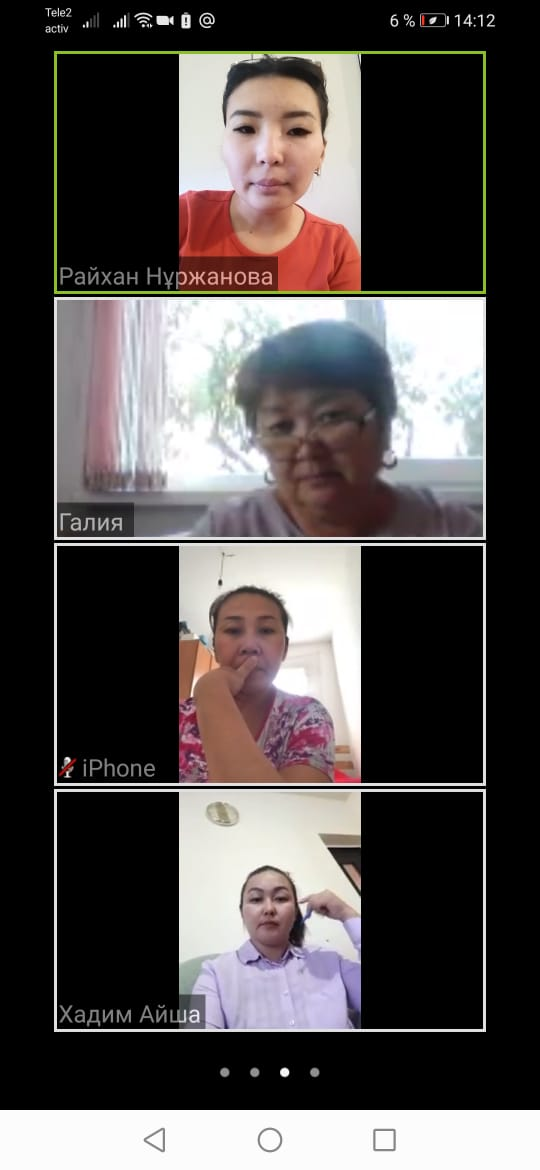 Tele2
activ
6 % 14:12
Райхан Нұржанова
Галия
iPhone
Хадим Айша